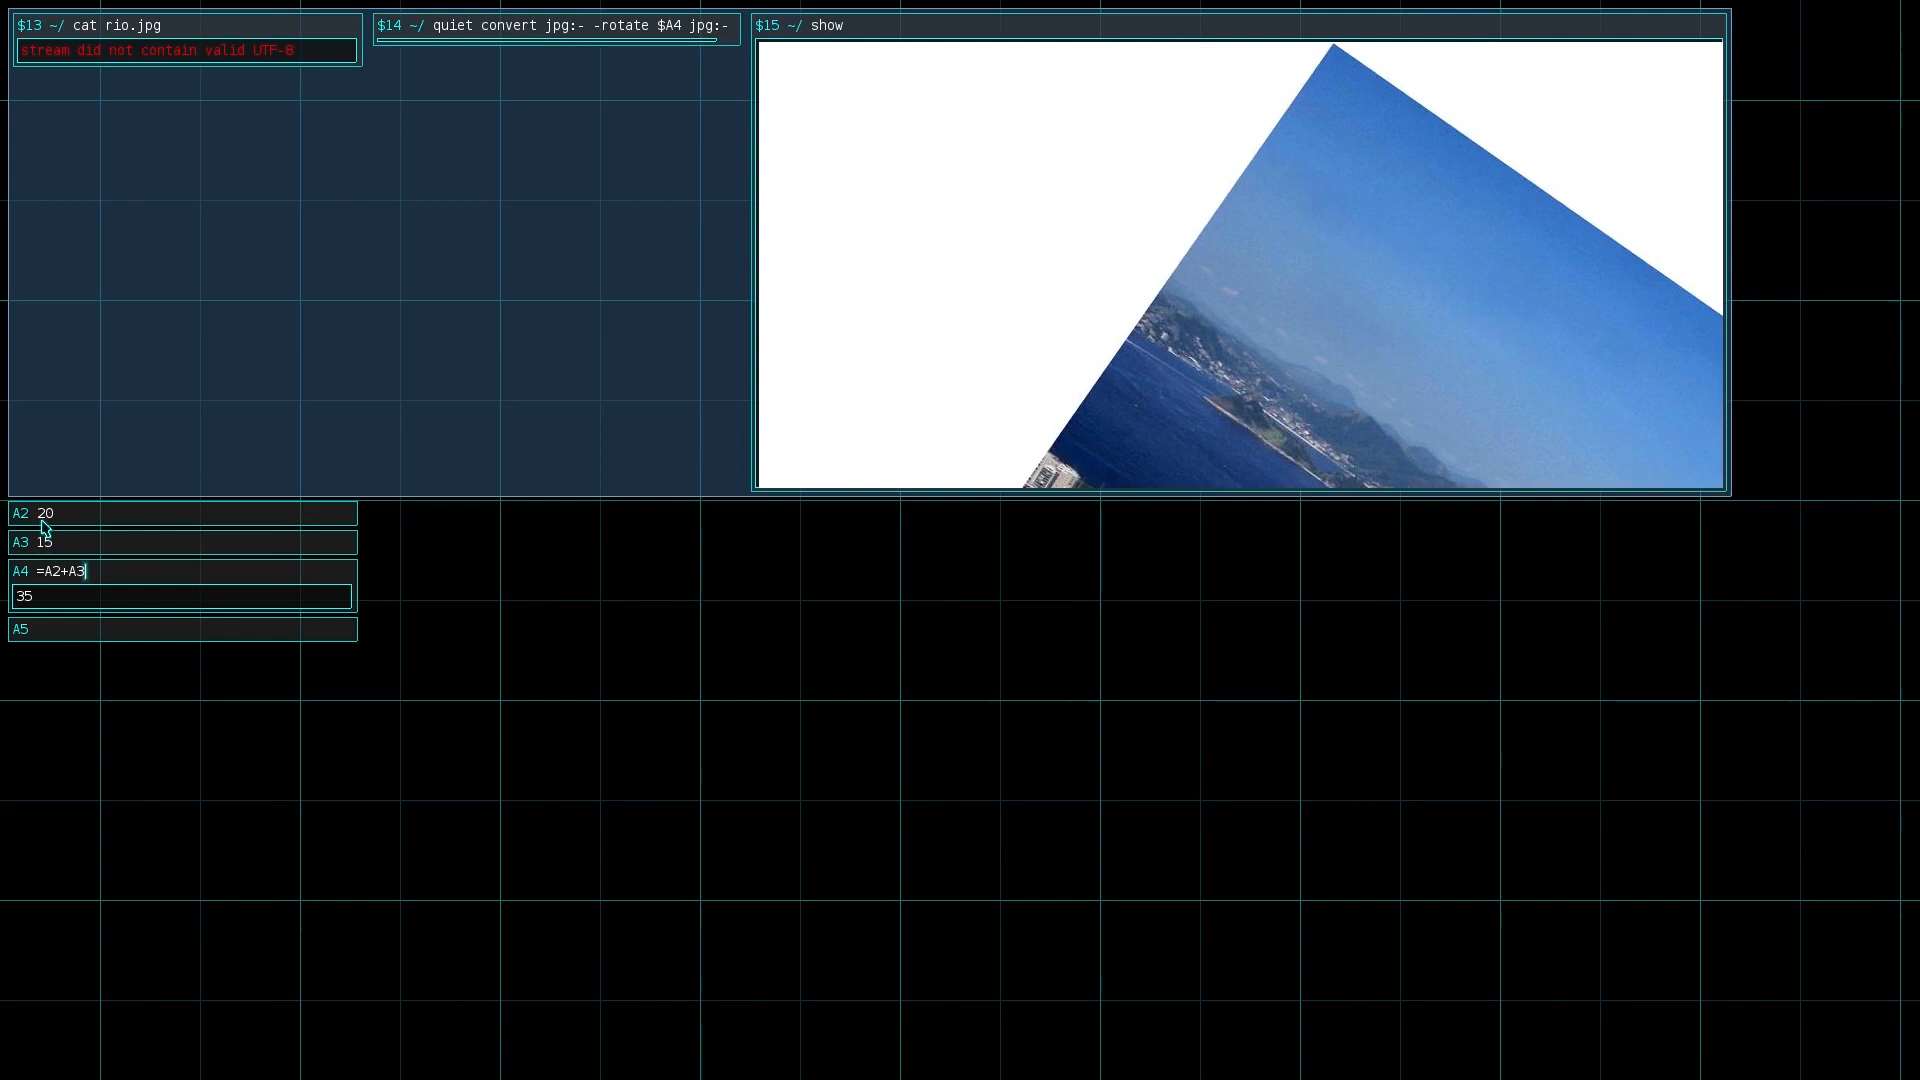 $13 ~/ cat rio.jpg
stream did not contain valid UTF-8
$14 ~/ quiet convert jpg:- -rotate $A4 jpg:-
$15 ~/ show
A2 20
A3 15
A4 =A2+A3
35
A5